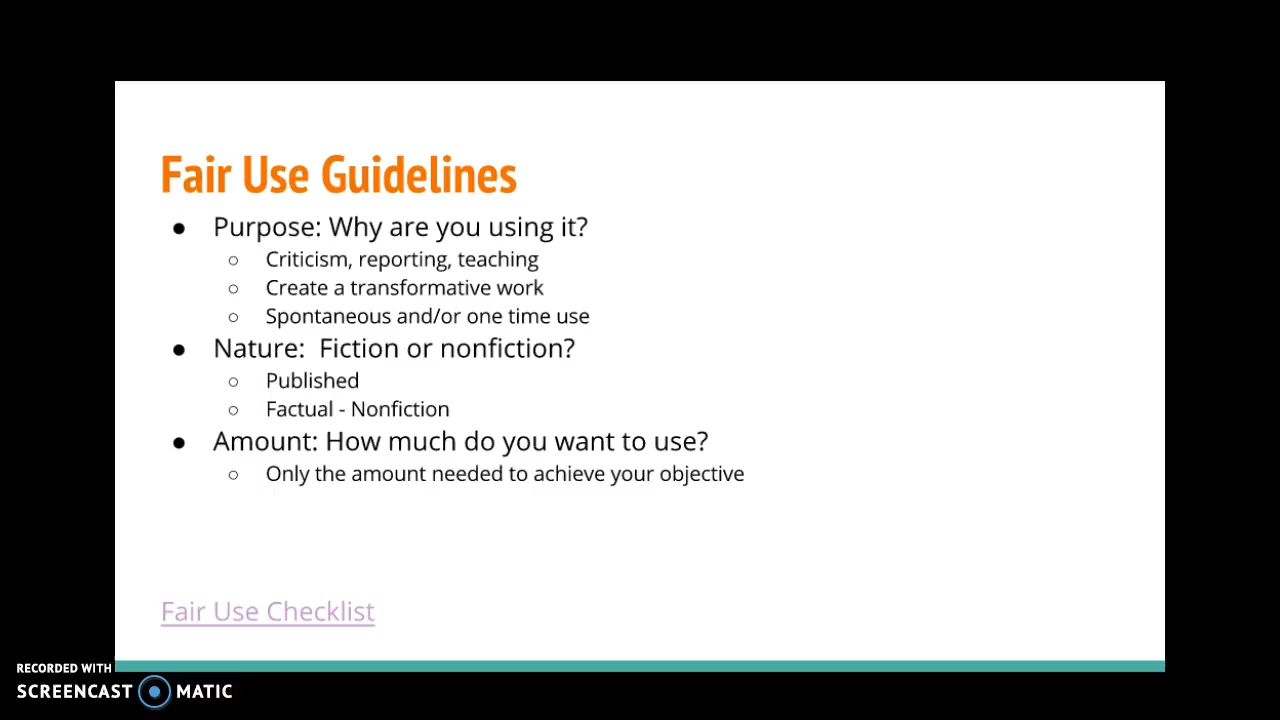 Fair Use Guidelines
● Purpose: Why are you using it?
○ Criticism, reporting, teaching
○ Create a transformative work
○ Spontaneous and/or one time use
● Nature:  Fiction or nonfiction?
○ Published
○ Factual - Nonfiction
● Amount: How much do you want to use?
○ Only the amount needed to achieve your objective
Fair Use Checklist
RECORDED WITH
SCREENCAST MATIC